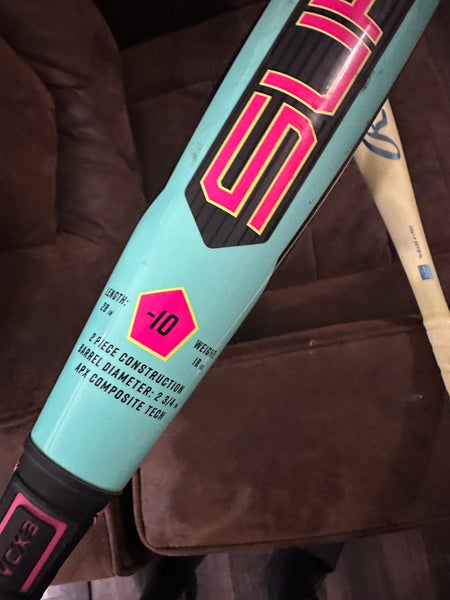 SUP
LENGTH:
28 IN
-10
WEIGHT:
18 OZ
2 PIECE CONSTRUCTION
BARREL DIAMETER: 2 3/4 IN
APX COMPOSITE TECH
VCX3